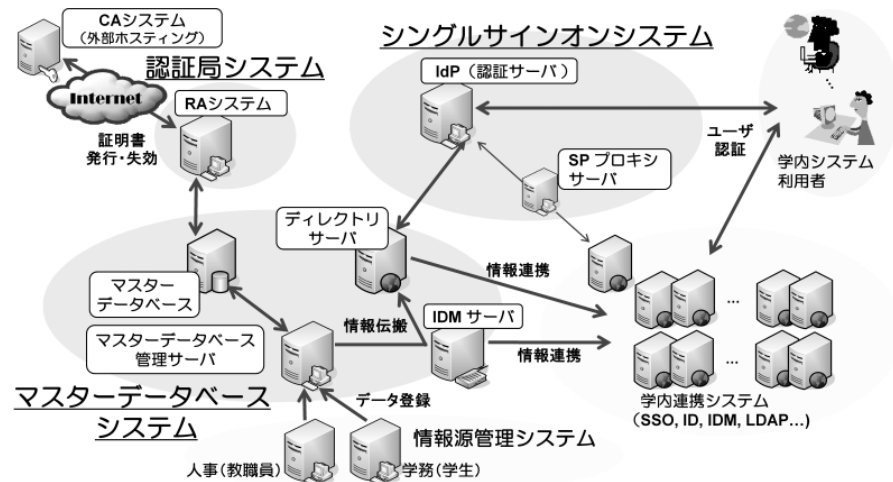 CAシステム
(外部ホスティング)
認証局システム
Internet
RAシステム
証明書
発行・失効
シングルサインオンシステム
IdP(認証サーバ)
ユーザ
認証
SP プロキシ
サーバ
学内システム
利用者
ディレクトリ
サーバ
情報連携
マスター
データベース
マスターデータベース
管理サーバ
情報伝搬
IDM サーバ
情報連携
...
...
マスターデータベース
システム
データ登録
学内連携システム
(SSO, ID, IDM, LDAP…)
情報源管理システム
人事(教職員)
学務(学生)